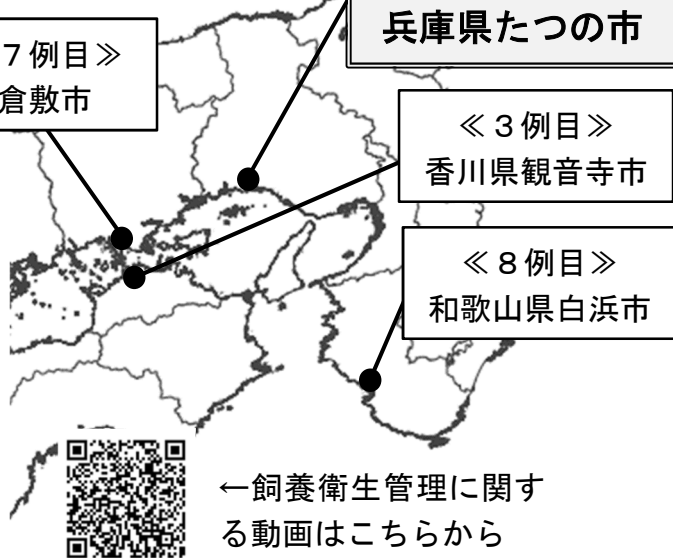 兵庫県たつの市
７例目≫
倉敷市
≪３例目≫
香川県観音寺市
≪８例目≫
和歌山県白浜市
←飼養衛生管理に関す
る動画はこちらから